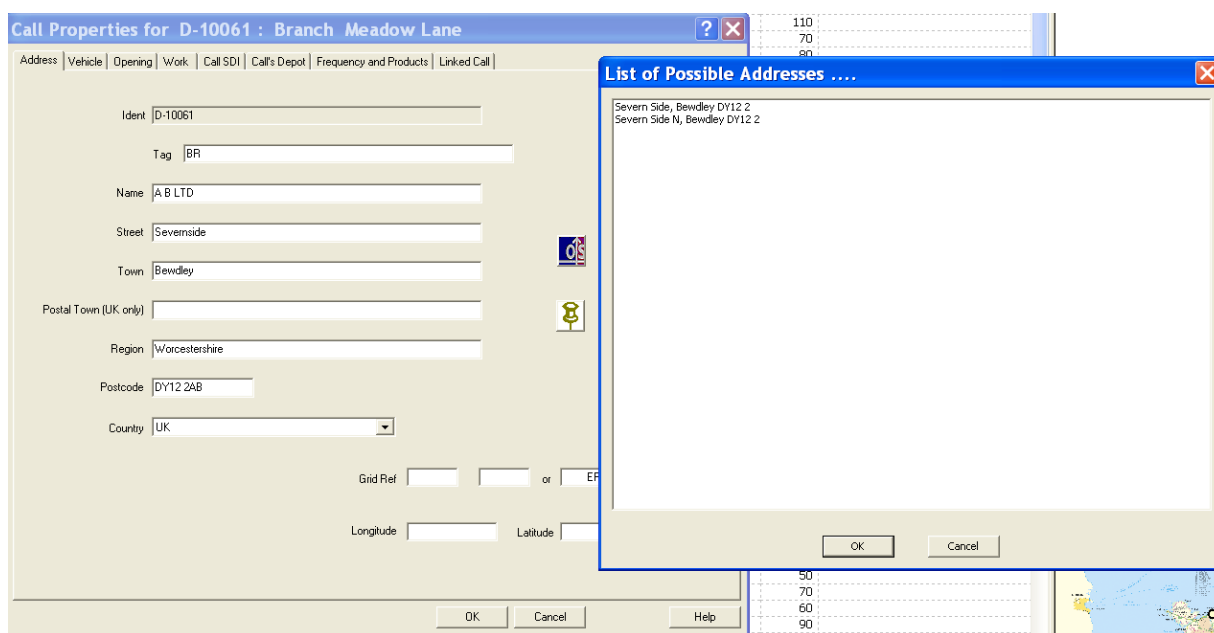 Call Properties for D-10061 : Branch Meadow Lane
Address Vehicle Opening Work Call SDI Call's Depot Frequency and Products Linked Call
Ident D-10061
Tag BR
Name A B LTD
Street Severnside
Town Bewdley
Postal Town (UK only)
Region Worcestershire
Postcode DY12 2AB
Country UK
Grid Ref or
Longitude Latitude
OK Cancel Help
110
70
List of Possible Addresses ....
Severn Side, Bewdley DY12 2
Severn Side N, Bewdley DY12 2
OK Cancel
50
70
60
90